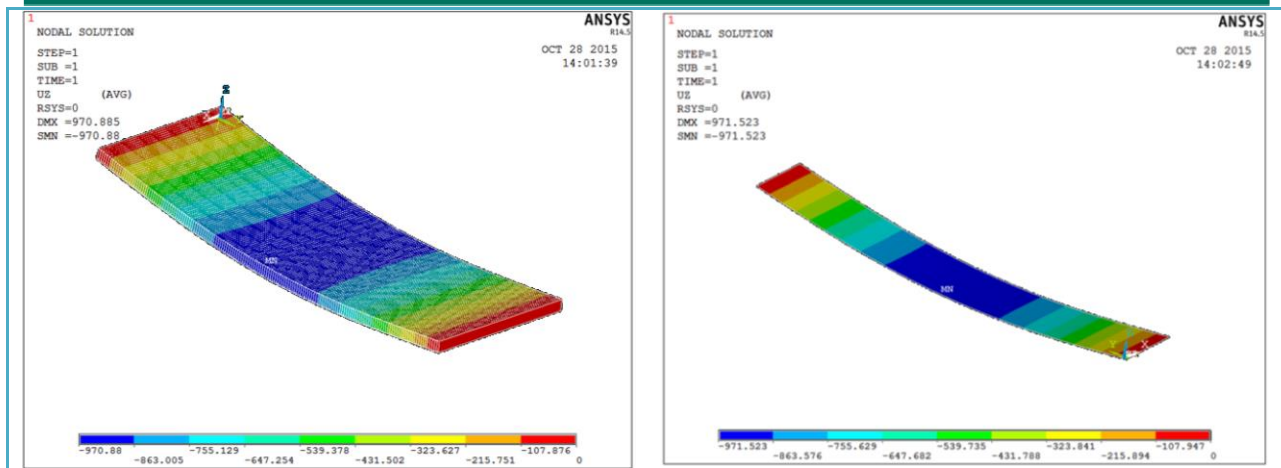 1
NODAL SOLUTION
STEP=1
SUB =1
TIME=1
UZ (AVG)
RSYS=0
DMX=970.885
SMN =-970.88
ANSYS
R14.5
OCT 28 2015
14:01:39
Z
MN
-970.88 -755.129 -539.378 -323.627 -107.876
-863.005 -647.254 -431.502 -215.751 0
1
NODAL SOLUTION
STEP=1
SUB =1
TIME=1
UZ (AVG)
RSYS=0
DMX=971.523
SMN =-971.523
ANSYS
R14.5
OCT 28 2015
14:02:49
MN
Y X
-971.523 -755.629 -539.735 -323.841 -107.947
-863.576 -647.682 -431.788 -215.894 0